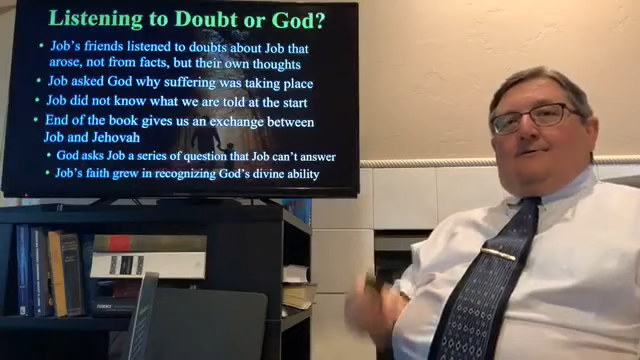 Listening to Doubt or God?
• Job's friends listened to doubts about Job that
arose, not from facts, but their own thoughts
• Job asked God why suffering was taking place
• Job did not know what we are told at the start
• End of the book gives us an exchange between
Job and Jehovah
• God asks Job a series of question that Job can't answer
• Job's faith grew in recognizing God's divine ability